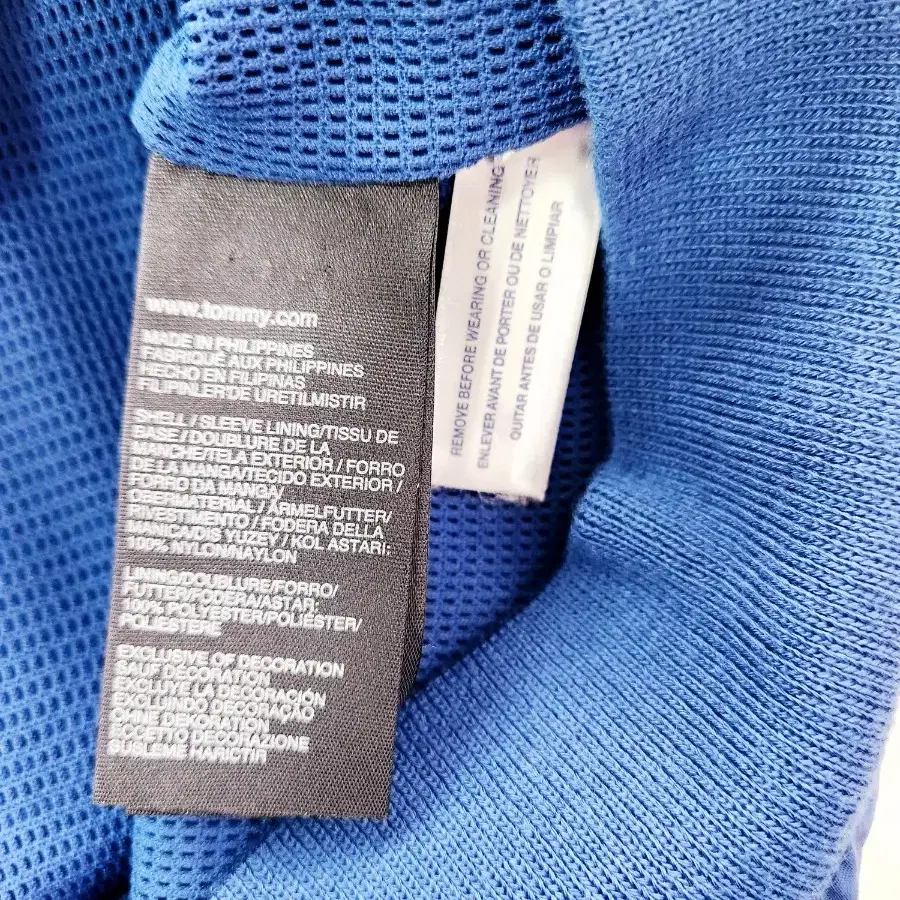 www.tommy.com
MADE IN PHILIPPINES
FABRIQUÉ AUX PHILIPPINES
HECHO EN FILIPINAS
FILIPINLER'DE URETILMISTIR
SHELL / SLEEVE LINING/TISSU DE
BASE / DOUBLURE DE LA
MANCHE/TELA EXTERIOR / FORRO
DE LA MANGA/TECIDO EXTERIOR /
FORRO DA MANGA/
OBERMATERIAL / ÄRMELFUTTER/
RIVESTIMENTO / FODERA DELLA
MANICA/DIS YUZEY / KOL ASTARI:
100% NYLON/NAYLON
LINING/DOUBLURE/FORRO/
FUTTER/FODERA/ASTAR:
100% POLYESTER/POLIÉSTER/
POLIESTERE
EXCLUSIVE OF DECORATION
SAUF DECORATION
EXCLUYE LA DECORACIÓN
EXCLUINDO DECORAÇÃO
OHNE DEKORATION
ECCETTO DECORAZIONE
SUSLEME HARICTIR
REMOVE BEFORE WEARING OR CLEANING
ENLEVER AVANT DE PORTER OU DE NETTOYER
QUITAR ANTES DE USAR O LIMPIAR